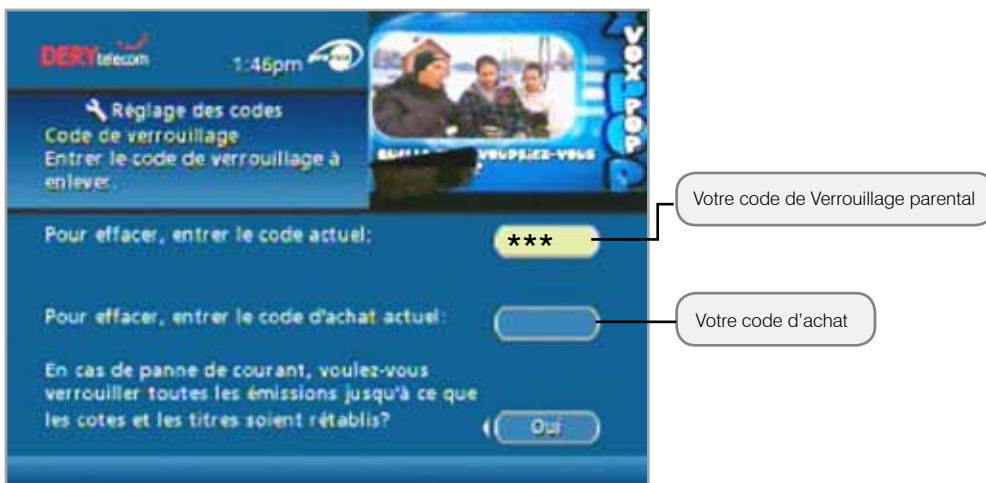 DERYtelecom
1:46pm
Réglage des codes
Code de verrouillage
Entrer le code de verrouillage à
enlever.
VOX POP
VOUDRIEZ-VOUS
?
Pour effacer, entrer le code actuel:
***
Votre code de Verrouillage parental
Pour effacer, entrer le code d'achat actuel:
Votre code d'achat
En cas de panne de courant, voulez-vous
verrouiller toutes les émissions jusqu'à ce que
les cotes et les titres soient rétablis?
Oui